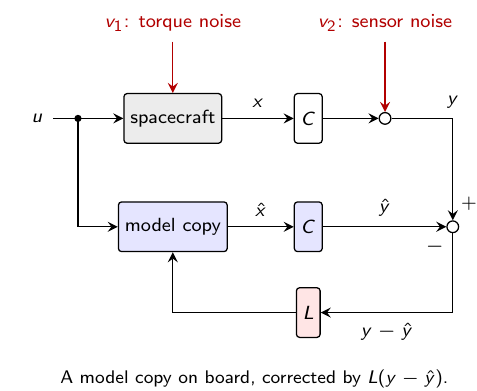 v₁: torque noise
v₂: sensor noise
u
spacecraft
x
C
y
+
model copy
x̂
C
ŷ
−
L
y − ŷ
A model copy on board, corrected by L(y − ŷ).